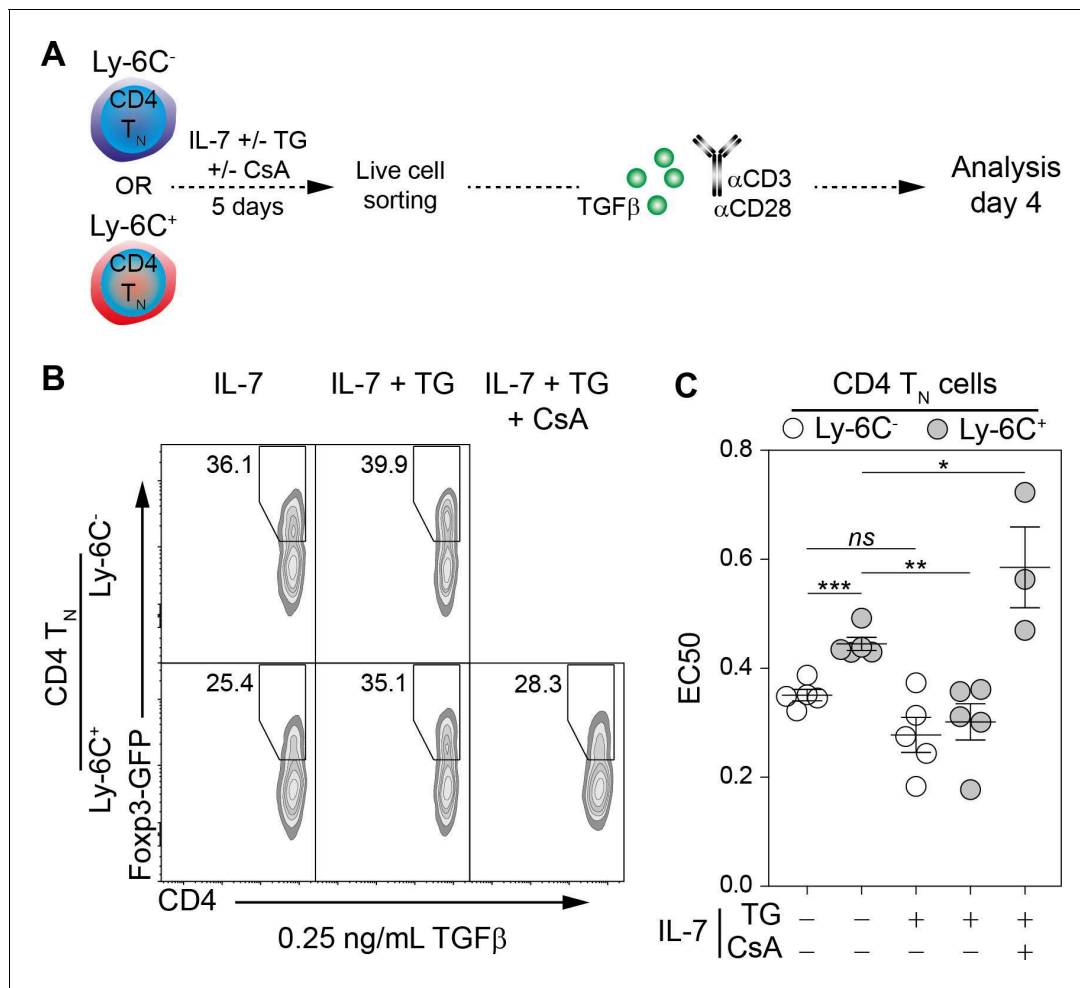 A
Ly-6C⁻
CD4
T_N
OR
Ly-6C⁺
CD4
T_N
IL-7 +/- TG
+/- CsA
5 days
Live cell
sorting
TGFβ
αCD3
αCD28
Analysis
day 4
B
IL-7
IL-7 + TG
IL-7 + TG
+ CsA
36.1
39.9
25.4
35.1
28.3
CD4 T_N
Ly-6C⁻
Ly-6C⁺
Foxp3-GFP
CD4
0.25 ng/mL TGFβ
C
CD4 T_N cells
Ly-6C⁻ Ly-6C⁺
0.8
0.6
0.4
0.2
0.0
EC50
*
ns
**
***
IL-7
TG – – + + +
CsA – – – – +